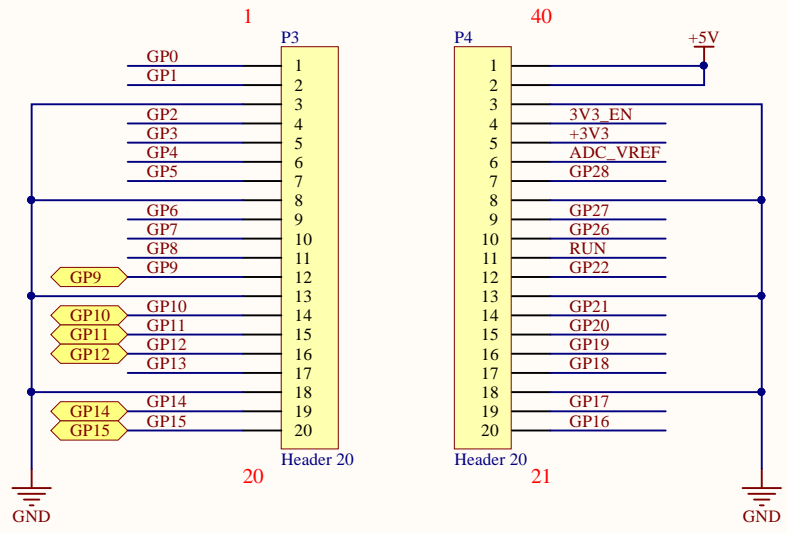 1
40
P3
P4
+5V
GP0
1
1
GP1
2
2
3
3
GP2
4
4
3V3_EN
GP3
5
5
+3V3
GP4
6
6
ADC_VREF
GP5
7
7
GP28
8
8
GP6
9
9
GP27
GP7
10
10
GP26
GP8
11
11
RUN
GP9
GP9
12
12
GP22
13
13
GP10
GP10
14
14
GP21
GP11
GP11
15
15
GP20
GP12
GP12
16
16
GP19
GP13
17
17
GP18
18
18
GP14
GP14
19
19
GP17
GP15
GP15
20
20
GP16
Header 20
Header 20
20
21
GND
GND